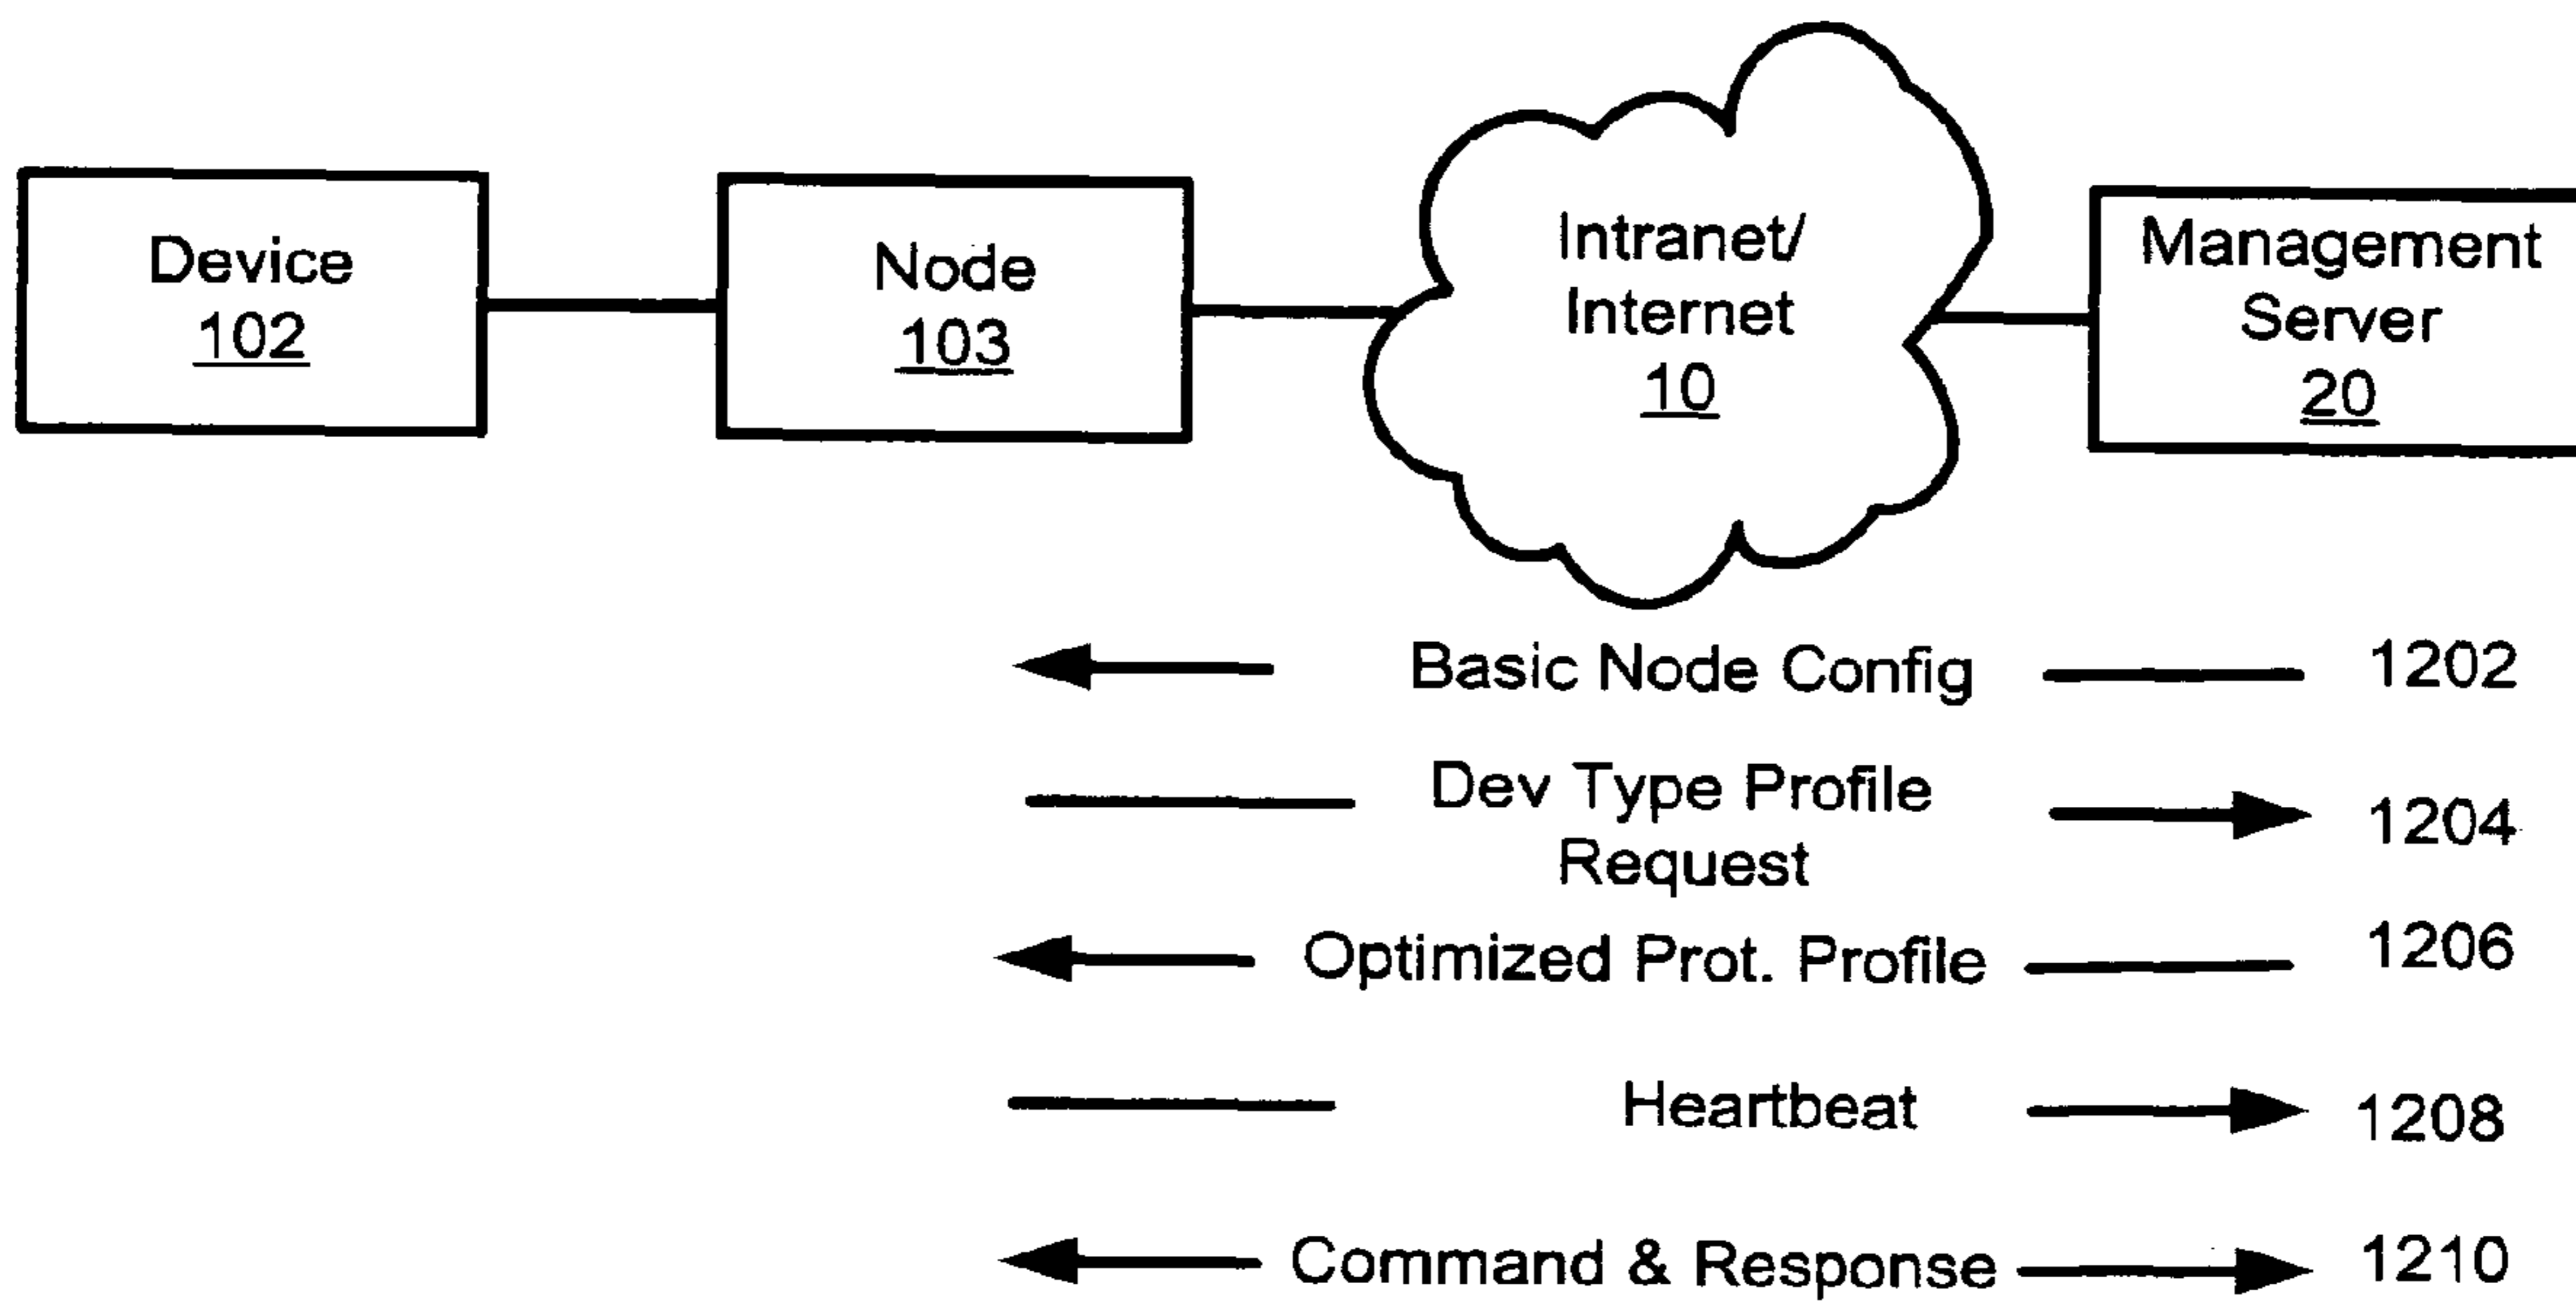 Device
102
Node
103
Intranet/
Internet
10
Management
Server
20
Basic Node Config 1202
Dev Type Profile
Request 1204
Optimized Prot. Profile 1206
Heartbeat 1208
Command & Response 1210